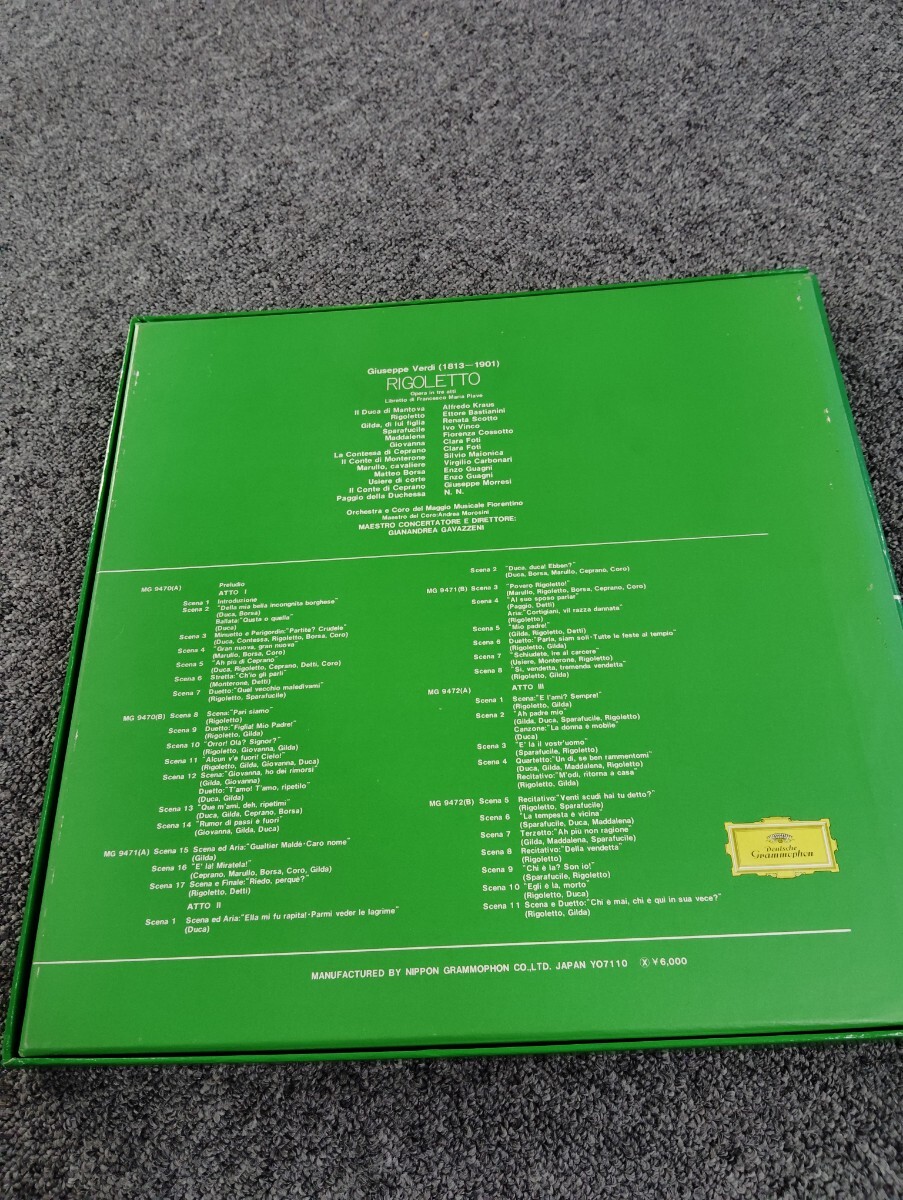 Giuseppe Verdi (1813—1901)
RIGOLETTO
Opera in tre atti
Libretto di Francesco Maria Piave
Il Duca di Mantova Alfredo Kraus
Rigoletto Ettore Bastianini
Gilda, di lui figlia Renata Scotto
Sparafucile Ivo Vinco
Maddalena Fiorenza Cossotto
Giovanna Clara Foti
La Contessa di Ceprano Clara Foti
Il Conte di Monterone Silvio Maionica
Marullo, cavaliere Virgilio Carbonari
Matteo Borsa Enzo Guagni
Usiere di corte Enzo Guagni
Il Conte di Ceprano Giuseppe Morresi
Paggio della Duchessa N. N.
Orchestra e Coro del Maggio Musicale Fiorentino
Maestro del Coro: Andrea Morosini
MAESTRO CONCERTATORE E DIRETTORE:
GIANANDREA GAVAZZENI
MG 9470(A) Preludio
ATTO I
Scena 1 Introduzione
Scena 2 "Della mia bella incongnita borghese"
(Duca, Borsa)
Ballata: "Qusta o quella"
(Duca)
Scena 3 Minuetto e Perigordin: "Partite? Crudele"
(Duca, Contessa, Rigoletto, Borsa, Coro)
Scena 4 "Gran nuova, gran nuova"
(Marullo, Borsa, Coro)
Scena 5 "Ah più di Ceprano"
(Duca, Rigoletto, Ceprano, Detti, Coro)
Scena 6 Stretta: "Ch'io gli parli"
(Monterone, Detti)
Scena 7 Duetto: "Quel vecchio maledivami"
(Rigoletto, Sparafucile)
MG 9470(B) Scena 8 Scena: "Pari siamo"
(Rigoletto)
Scena 9 Duetto: "Figlia! Mio Padre!"
(Rigoletto, Gilda)
Scena 10 "Orror! Olà? Signor?"
(Rigoletto, Giovanna, Gilda)
Scena 11 "Alcun v'e fuori! Cielo!"
(Rigoletto, Gilda, Giovanna, Duca)
Scena 12 Scena: "Giovanna, ho dei rimorsi"
(Gilda, Giovanna)
Duetto: "T'amo! T'amo, ripetilo"
(Duca, Gilda)
Scena 13 "Que m'ami, deh, ripetimi"
(Duca, Gilda, Ceprano, Borsa)
Scena 14 "Rumor di passi è fuori"
(Giovanna, Gilda, Duca)
MG 9471(A) Scena 15 Scena ed Aria: "Gualtier Maldè·Caro nome"
(Gilda)
Scena 16 "E' là! Miratela!"
(Ceprano, Marullo, Borsa, Coro, Gilda)
Scena 17 Scena e Finale: "Riedo, perquè?"
(Rigoletto, Detti)
ATTO II
Scena 1 Scena ed Aria: "Ella mi fu rapita!·Parmi veder le lagrime"
(Duca)
Scena 2 "Duca, duca! Ebben?"
(Duca, Borsa, Marullo, Ceprano, Coro)
MG 9471(B) Scena 3 "Povero Rigoletto!"
(Marullo, Rigoletto, Borsa, Ceprano, Coro)
Scena 4 "Al suo sposo parlar"
(Paggio, Detti)
Aria: "Cortigiani, vil razza dannata"
(Rigoletto)
Scena 5 "Mio padre!"
(Gilda, Rigoletto, Detti)
Scena 6 Duetto: "Parla, siam soli·Tutte le feste al tempio"
(Rigoletto, Gilda)
Scena 7 "Schiudete, ire al carcere"
(Usiere, Monterone, Rigoletto)
Scena 8 "Si, vendetta, tremenda vendetta"
(Rigoletto, Gilda)
MG 9472(A) ATTO III
Scena 1 Scena: "E l'ami? Sempre!"
(Rigoletto, Gilda)
Scena 2 "Ah padre mio"
(Gilda, Duca, Sparafucile, Rigoletto)
Canzone: "La donna è mobile"
(Duca)
Scena 3 "E' là il vostr'uomo"
(Sparafucile, Rigoletto)
Scena 4 Quartetto: "Un dì, se ben rammentomi"
(Duca, Gilda, Maddalena, Rigoletto)
Recitativo: "M'odi, ritorna a casa"
(Rigoletto, Gilda)
MG 9472(B) Scena 5 Recitativo: "Venti scudi hai tu detto?"
(Rigoletto, Sparafucile)
Scena 6 "La tempesta è vicina"
(Sparafucile, Duca, Maddalena)
Scena 7 Terzetto: "Ah più non ragione"
(Gilda, Maddalena, Sparafucile)
Scena 8 Recitativo: "Della vendetta"
(Rigoletto)
Scena 9 "Chi è la? Son io!"
(Sparafucile, Rigoletto)
Scena 10 "Egli è là, morto"
(Rigoletto, Duca)
Scena 11 Scena e Duetto: "Chi è mai, chi è qui in sua vece?"
(Rigoletto, Gilda)
Deutsche
Grammophon
MANUFACTURED BY NIPPON GRAMMOPHON CO.,LTD. JAPAN YO7110 Ⓧ ¥6,000